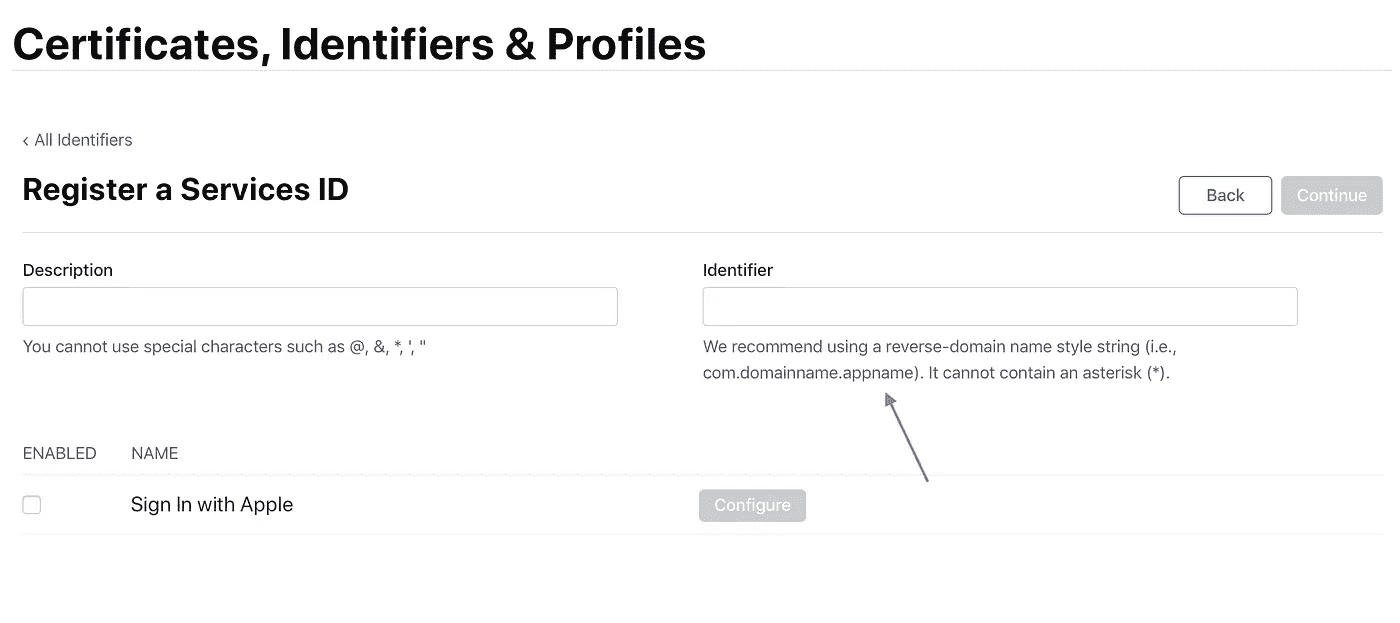 Certificates, Identifiers & Profiles
‹ All Identifiers
Register a Services ID
Back
Continue
Description
Identifier
You cannot use special characters such as @, &, *, ', "
We recommend using a reverse-domain name style string (i.e.,
com.domainname.appname). It cannot contain an asterisk (*).
ENABLED
NAME
Sign In with Apple
Configure